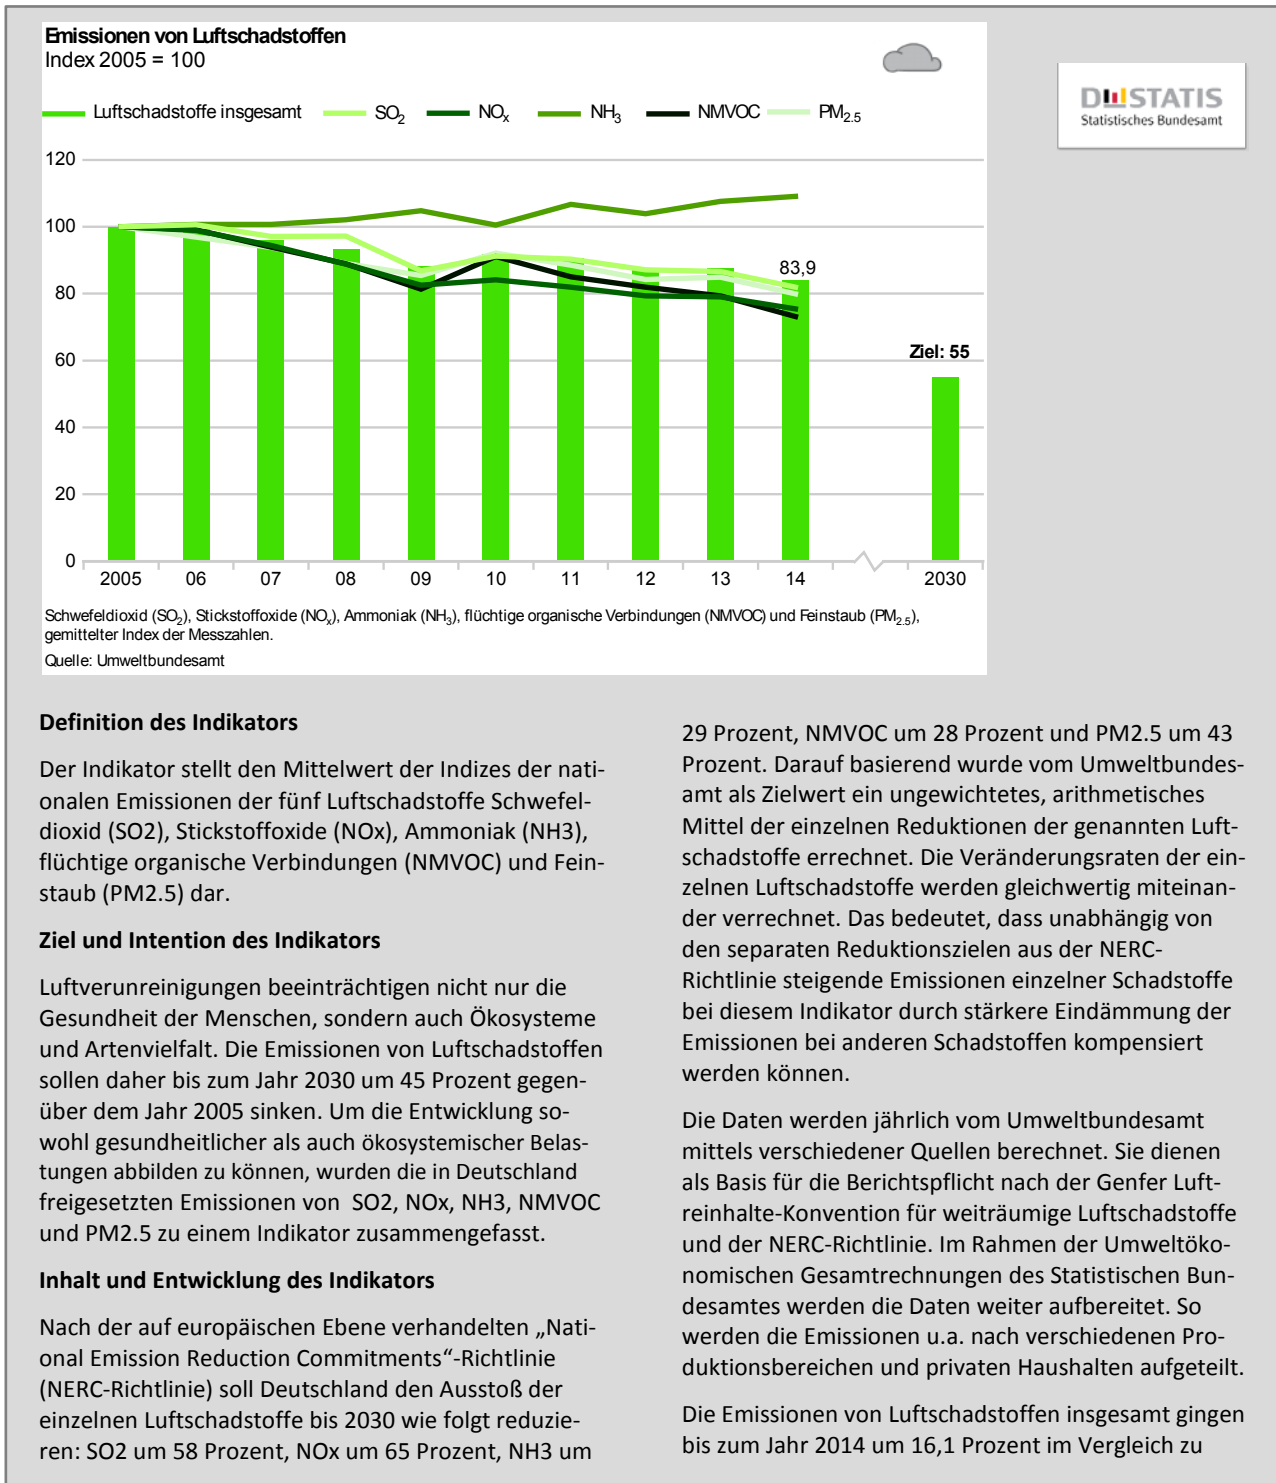 Emissionen von Luftschadstoffen
Index 2005 = 100
Luftschadstoffe insgesamt SO₂ NOₓ NH₃ NMVOC PM₂.₅
120
100
80
60
40
20
0
83,9
Ziel: 55
2005 06 07 08 09 10 11 12 13 14 2030
Schwefeldioxid (SO₂), Stickstoffoxide (NOₓ), Ammoniak (NH₃), flüchtige organische Verbindungen (NMVOC) und Feinstaub (PM₂.₅),
gemittelter Index der Messzahlen.
Quelle: Umweltbundesamt
DESTATIS
Statistisches Bundesamt
Definition des Indikators
Der Indikator stellt den Mittelwert der Indizes der nati-
onalen Emissionen der fünf Luftschadstoffe Schwefel-
dioxid (SO2), Stickstoffoxide (NOx), Ammoniak (NH3),
flüchtige organische Verbindungen (NMVOC) und Fein-
staub (PM2.5) dar.
Ziel und Intention des Indikators
Luftverunreinigungen beeinträchtigen nicht nur die
Gesundheit der Menschen, sondern auch Ökosysteme
und Artenvielfalt. Die Emissionen von Luftschadstoffen
sollen daher bis zum Jahr 2030 um 45 Prozent gegen-
über dem Jahr 2005 sinken. Um die Entwicklung so-
wohl gesundheitlicher als auch ökosystemischer Belas-
tungen abbilden zu können, wurden die in Deutschland
freigesetzten Emissionen von SO2, NOx, NH3, NMVOC
und PM2.5 zu einem Indikator zusammengefasst.
Inhalt und Entwicklung des Indikators
Nach der auf europäischen Ebene verhandelten „Nati-
onal Emission Reduction Commitments“-Richtlinie
(NERC-Richtlinie) soll Deutschland den Ausstoß der
einzelnen Luftschadstoffe bis 2030 wie folgt reduzie-
ren: SO2 um 58 Prozent, NOx um 65 Prozent, NH3 um
29 Prozent, NMVOC um 28 Prozent und PM2.5 um 43
Prozent. Darauf basierend wurde vom Umweltbundes-
amt als Zielwert ein ungewichtetes, arithmetisches
Mittel der einzelnen Reduktionen der genannten Luft-
schadstoffe errechnet. Die Veränderungsraten der ein-
zelnen Luftschadstoffe werden gleichwertig miteinan-
der verrechnet. Das bedeutet, dass unabhängig von
den separaten Reduktionszielen aus der NERC-
Richtlinie steigende Emissionen einzelner Schadstoffe
bei diesem Indikator durch stärkere Eindämmung der
Emissionen bei anderen Schadstoffen kompensiert
werden können.
Die Daten werden jährlich vom Umweltbundesamt
mittels verschiedener Quellen berechnet. Sie dienen
als Basis für die Berichtspflicht nach der Genfer Luft-
reinhalte-Konvention für weiträumige Luftschadstoffe
und der NERC-Richtlinie. Im Rahmen der Umweltöko-
nomischen Gesamtrechnungen des Statistischen Bun-
desamtes werden die Daten weiter aufbereitet. So
werden die Emissionen u.a. nach verschiedenen Pro-
duktionsbereichen und privaten Haushalten aufgeteilt.
Die Emissionen von Luftschadstoffen insgesamt gingen
bis zum Jahr 2014 um 16,1 Prozent im Vergleich zu